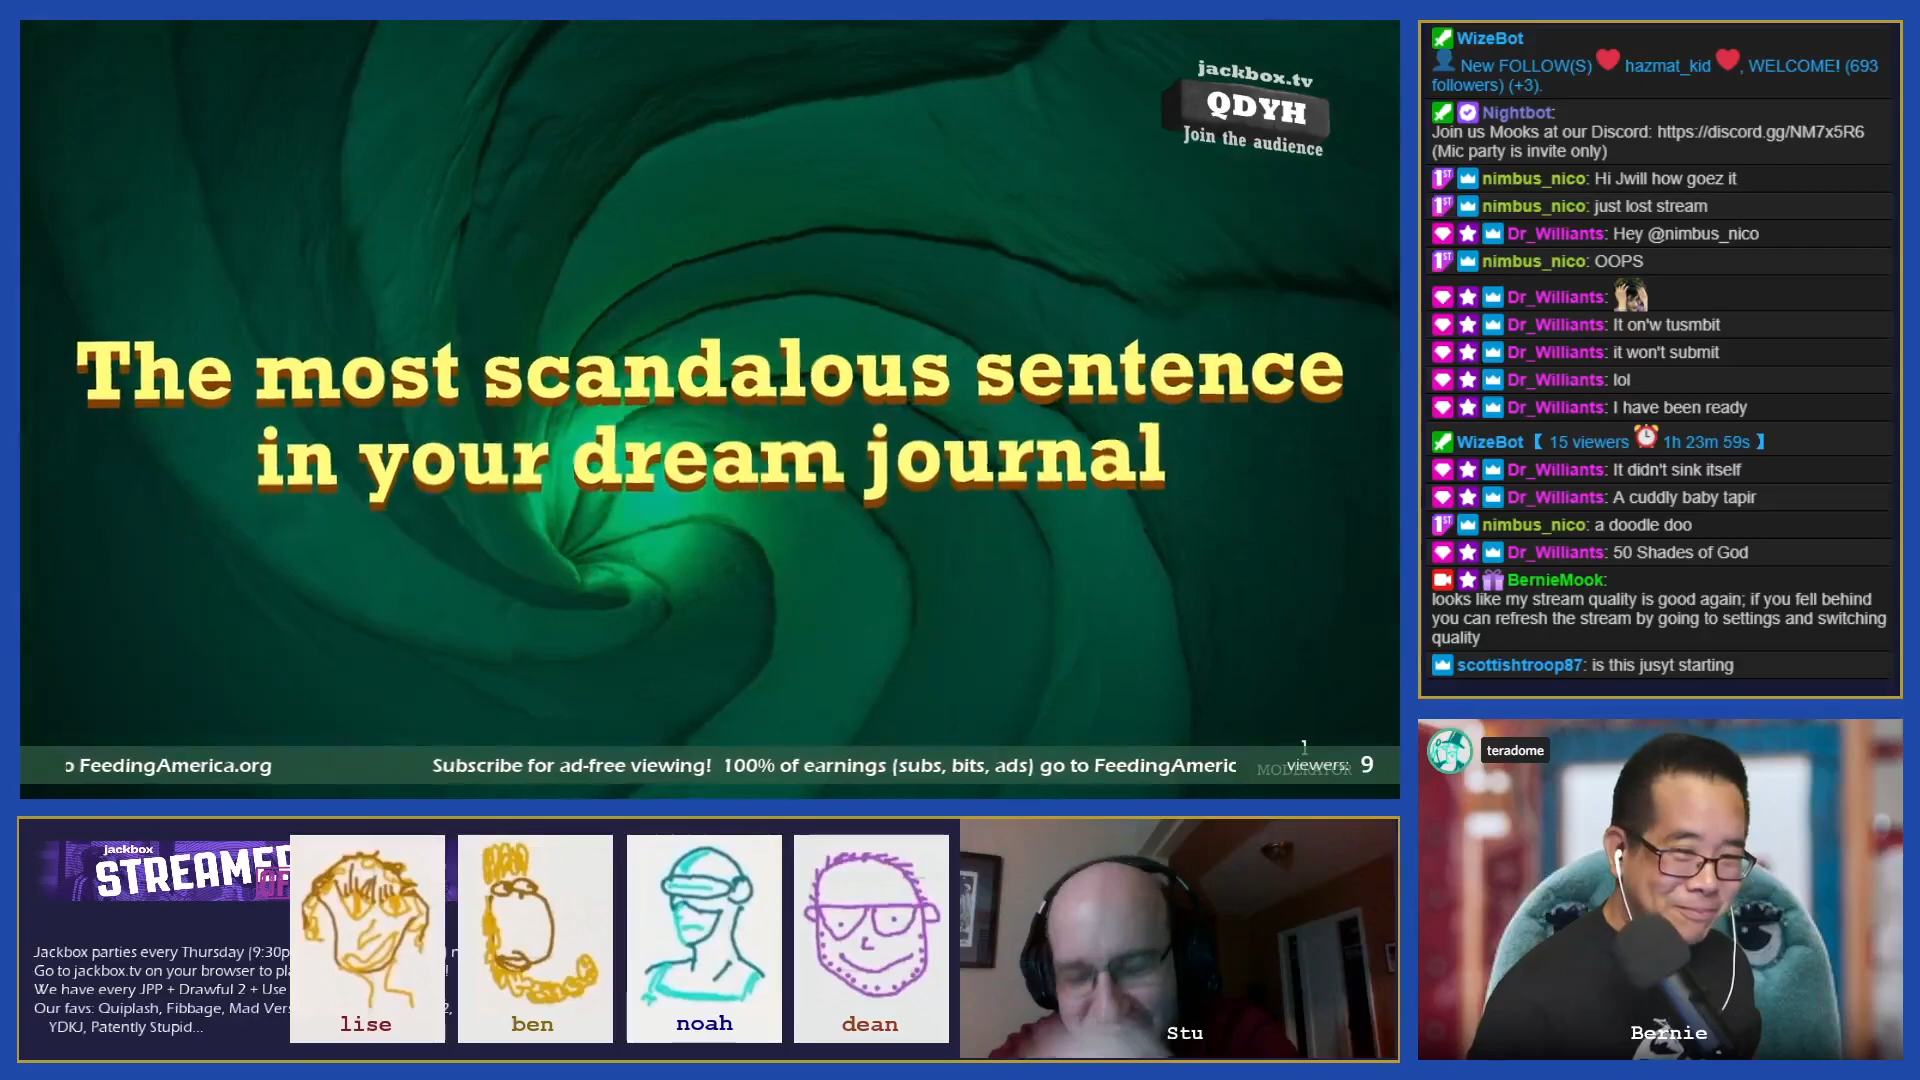 jackbox.tv
QDYH
Join the audience
The most scandalous sentence
in your dream journal
FeedingAmerica.org
Subscribe for ad-free viewing! 100% of earnings (subs, bits, ads) go to FeedingAmeric
1
MODERATOR
viewers: 9
WizeBot
New FOLLOW(S) hazmat_kid , WELCOME! (693
followers) (+3).
Nightbot:
Join us Mooks at our Discord: https://discord.gg/NM7x5R6
(Mic party is invite only)
1ST nimbus_nico: Hi Jwill how goez it
1ST nimbus_nico: just lost stream
Dr_Williants: Hey @nimbus_nico
1ST nimbus_nico: OOPS
Dr_Williants:
Dr_Williants: It on'w tusmbit
Dr_Williants: it won't submit
Dr_Williants: lol
Dr_Williants: I have been ready
WizeBot【 15 viewers 1h 23m 59s 】
Dr_Williants: It didn't sink itself
Dr_Williants: A cuddly baby tapir
1ST nimbus_nico: a doodle doo
Dr_Williants: 50 Shades of God
BernieMook:
looks like my stream quality is good again; if you fell behind
you can refresh the stream by going to settings and switching
quality
scottishtroop87: is this jusyt starting
teradome
Bernie
jackbox
STREAMER
Jackbox parties every Thursday (9:30p
Go to jackbox.tv on your browser to pl
We have every JPP + Drawful 2 + Use
Our favs: Quiplash, Fibbage, Mad Vers
YDKJ, Patently Stupid...
lise
ben
noah
dean
Stu